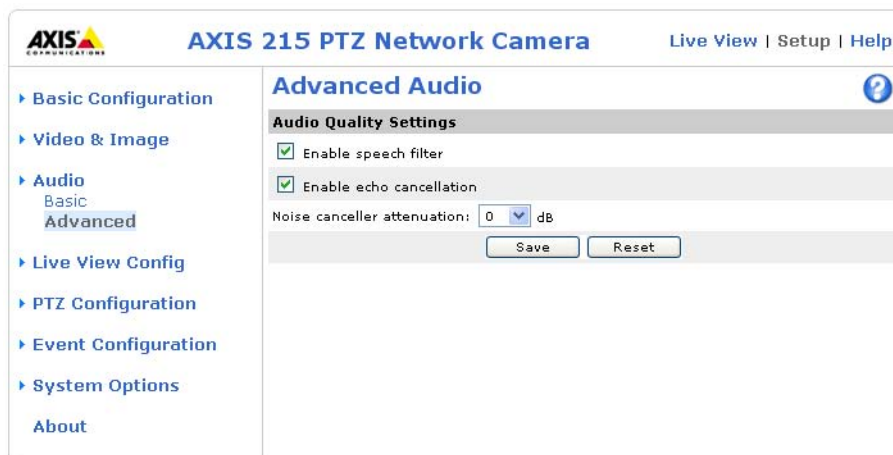 AXIS
COMMUNICATIONS
AXIS 215 PTZ Network Camera
Live View | Setup | Help
Basic Configuration
Video & Image
Audio
Basic
Advanced
Live View Config
PTZ Configuration
Event Configuration
System Options
About
Advanced Audio
?
Audio Quality Settings
Enable speech filter
Enable echo cancellation
Noise canceller attenuation: 0 dB
Save Reset